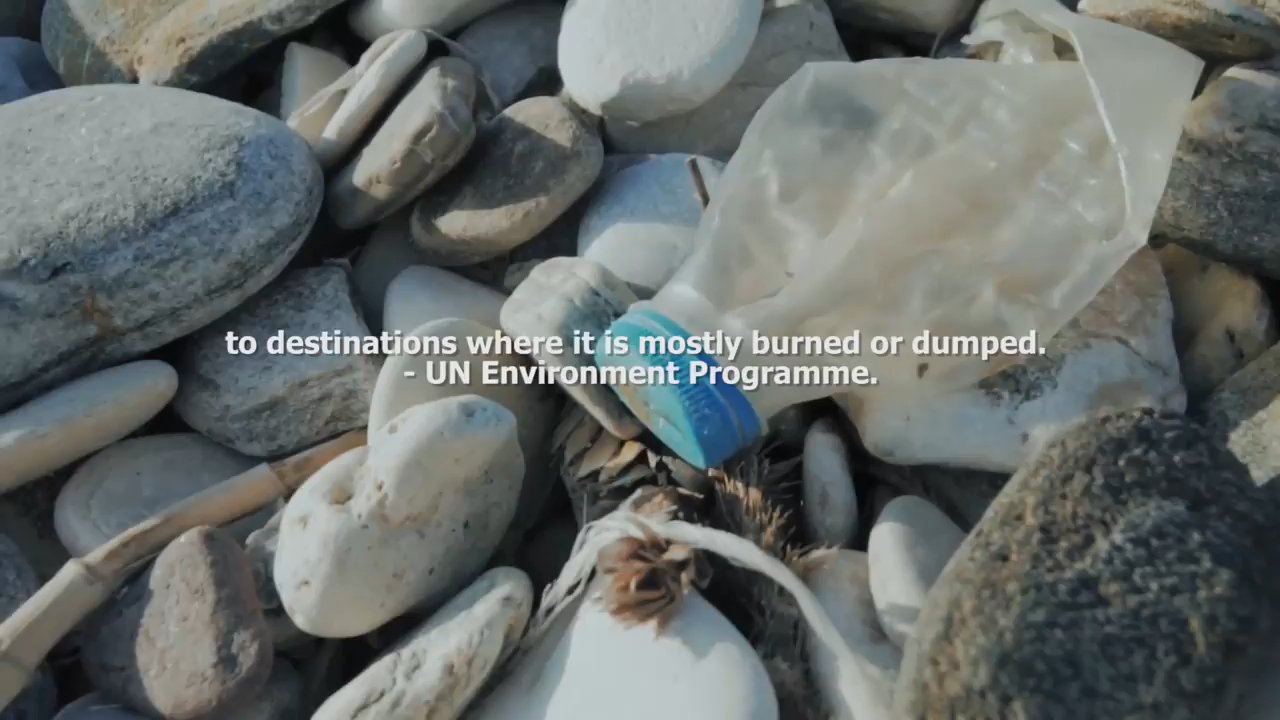 to destinations where it is mostly burned or dumped.
- UN Environment Programme.